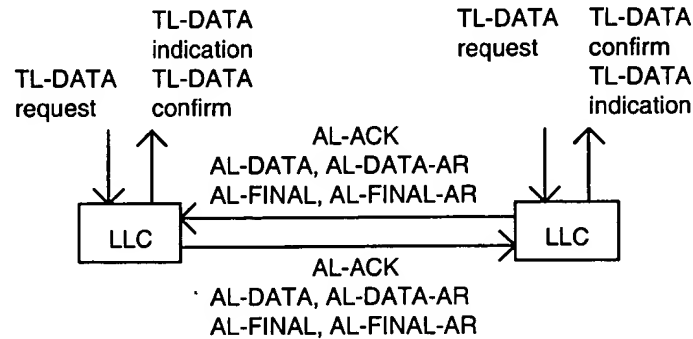 TL-DATA
indication
TL-DATA
request
TL-DATA
confirm
TL-DATA
request
TL-DATA
confirm
TL-DATA
indication
AL-ACK
AL-DATA, AL-DATA-AR
AL-FINAL, AL-FINAL-AR
LLC
LLC
AL-ACK
AL-DATA, AL-DATA-AR
AL-FINAL, AL-FINAL-AR